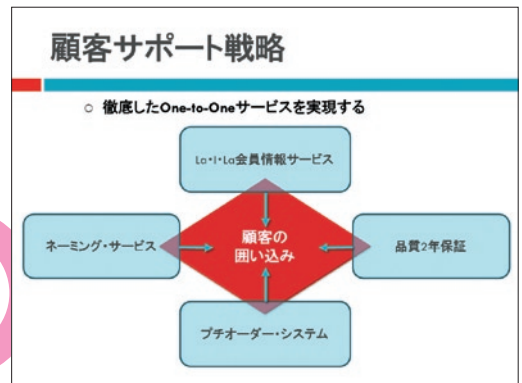 顧客サポート戦略
徹底したOne-to-Oneサービスを実現する
La・I・La会員情報サービス
ネーミング・サービス
顧客の
囲い込み
品質2年保証
プチオーダー・システム